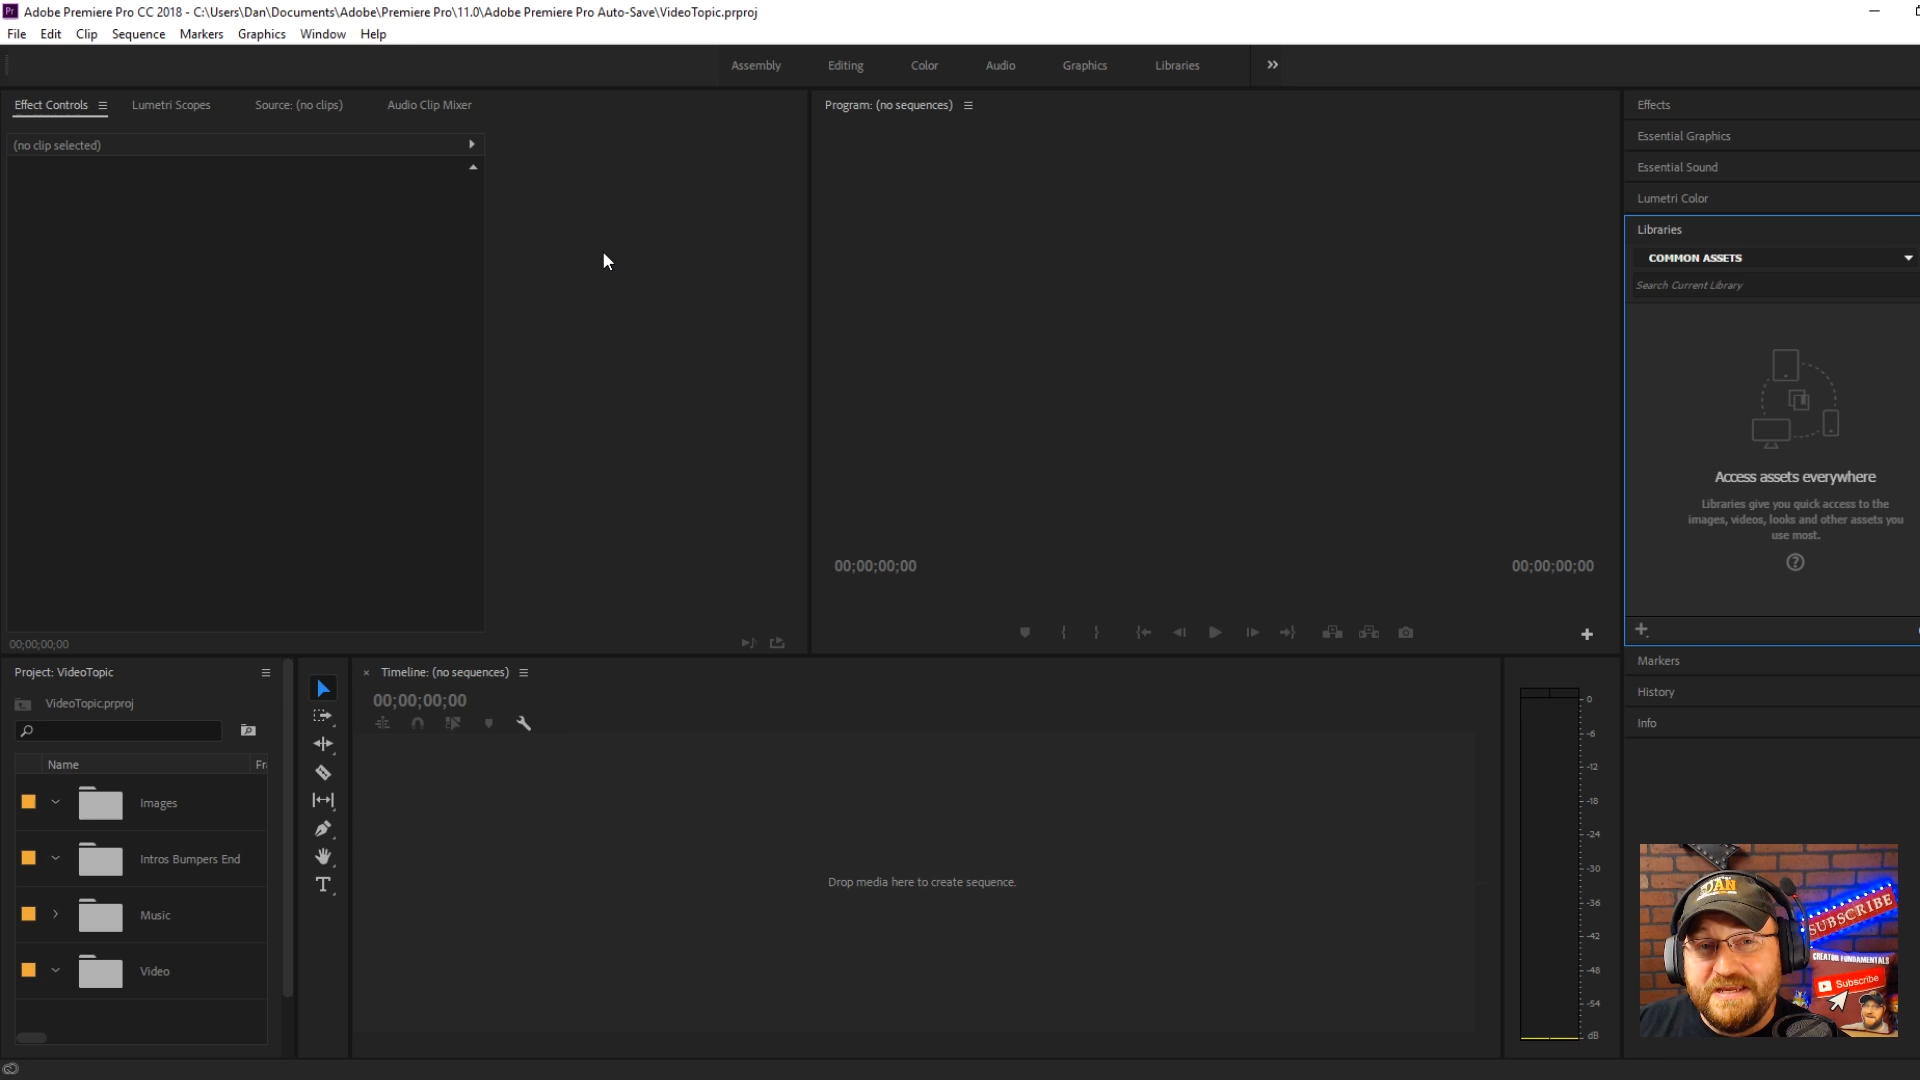 Adobe Premiere Pro CC 2018 - C:\Users\Dan\Documents\Adobe\Premiere Pro\11.0\Adobe Premiere Pro Auto-Save\VideoTopic.prproj
File Edit Clip Sequence Markers Graphics Window Help
Assembly Editing Color Audio Graphics Libraries
Effect Controls Lumetri Scopes Source: (no clips) Audio Clip Mixer
(no clip selected)
00;00;00;00
Program: (no sequences)
00;00;00;00 00;00;00;00
Effects
Essential Graphics
Essential Sound
Lumetri Color
Libraries
COMMON ASSETS
Search Current Library
Access assets everywhere
Libraries give you quick access to the
images, videos, looks and other assets you
use most.
?
Markers
History
Info
Project: VideoTopic
VideoTopic.prproj
Name Fr
Images
Intros Bumpers End
Music
Video
T
Timeline: (no sequences)
00;00;00;00
Drop media here to create sequence.
0
-6
-12
-18
-24
-30
-36
-42
-48
-54
dB
DAN
SUBSCRIBE
CREATOR FUNDAMENTALS
Subscribe